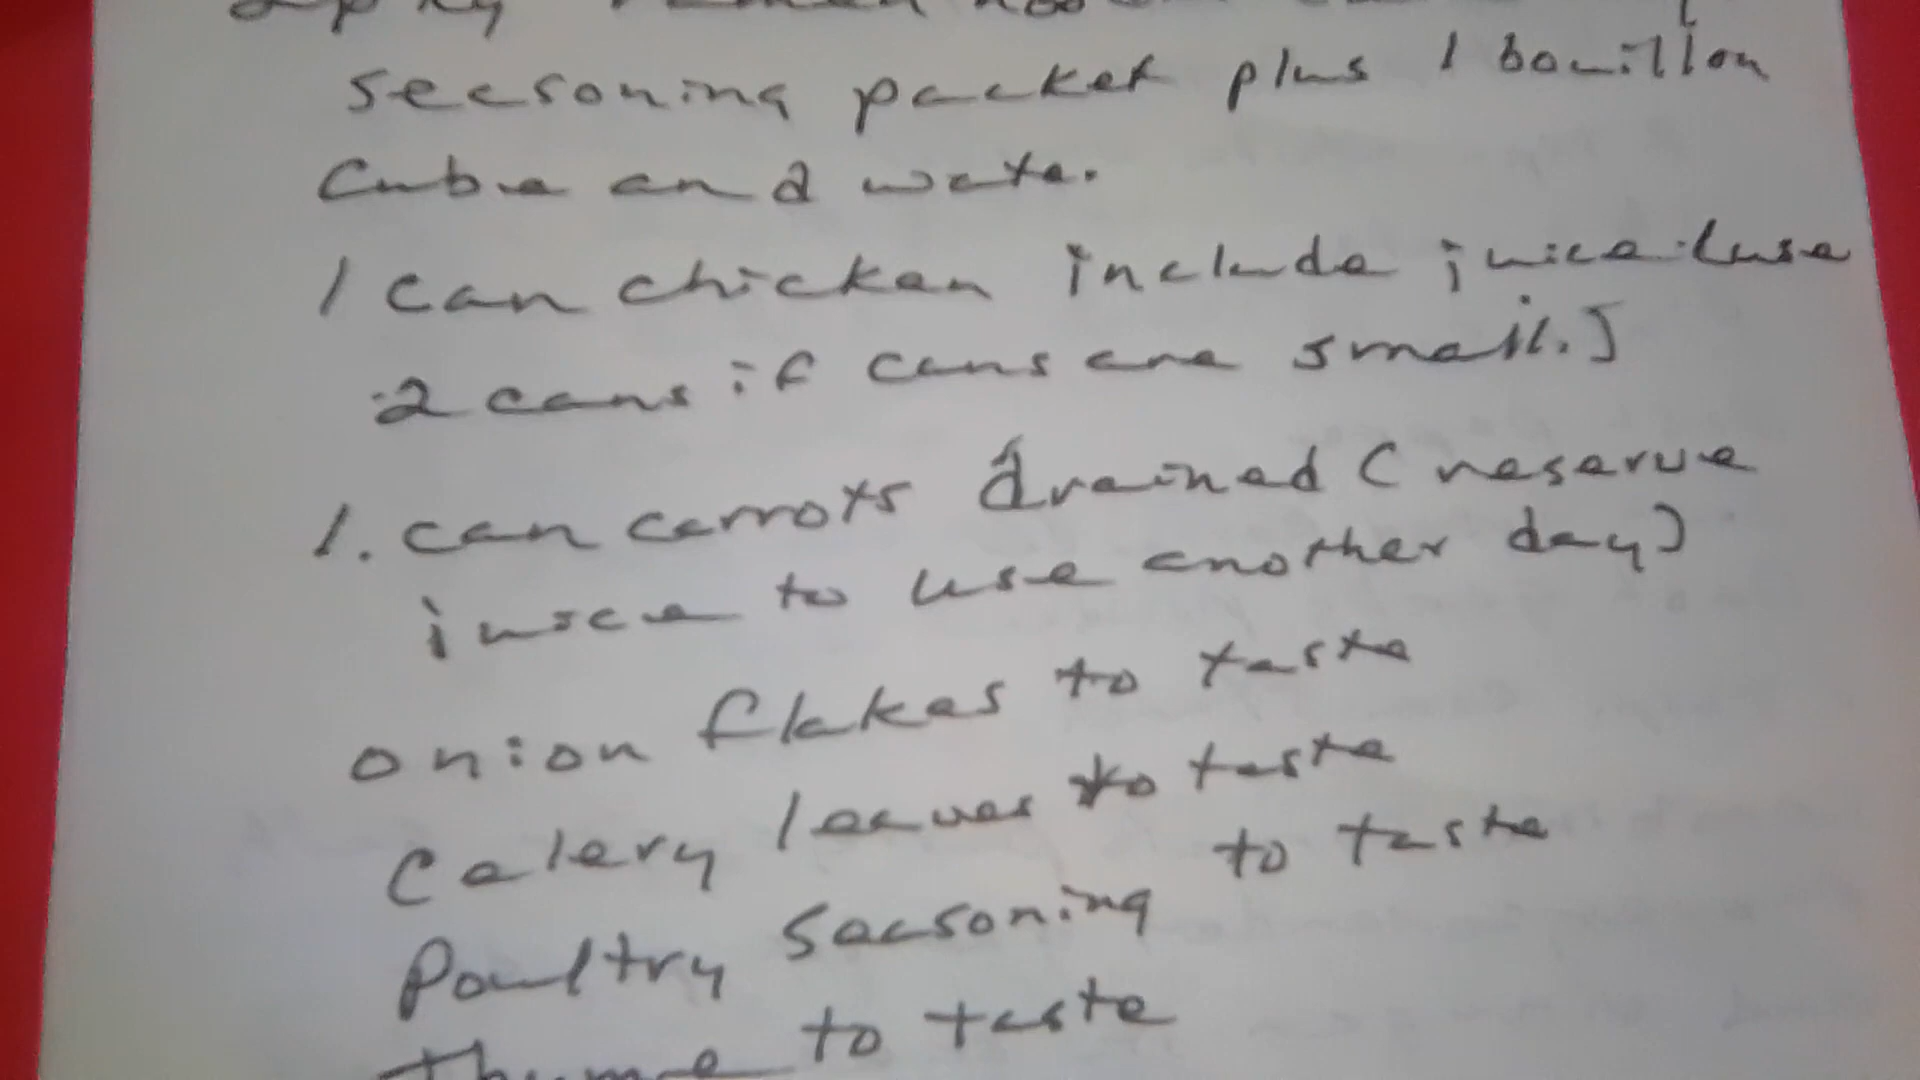 seasoning packet plus 1 bouillon
Cube and wate.
1 can chicken include juice (use
2 cans if cans are small.]
1. can carrots drained (reserve
juice to use another day)
onion flakes to taste
Celery leaves to taste
Poultry seasoning to taste
Thyme to taste